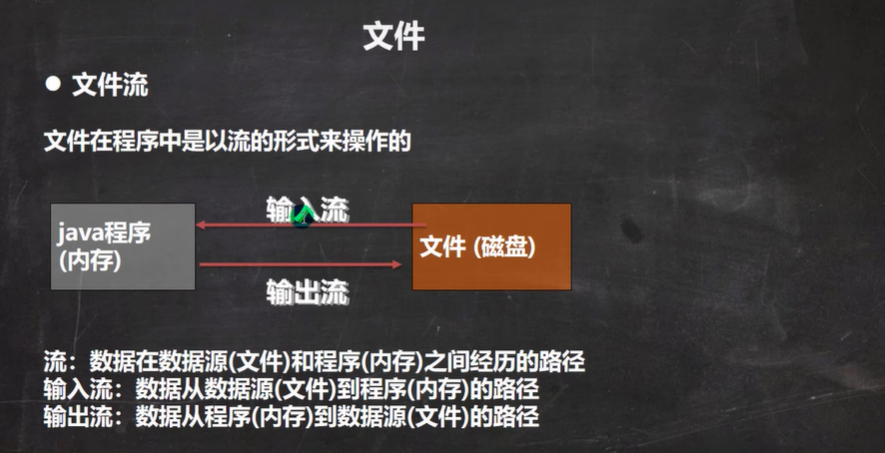 文件
文件流
文件在程序中是以流的形式来操作的
输入流
java程序
(内存)
文件 (磁盘)
输出流
流：数据在数据源(文件)和程序(内存)之间经历的路径
输入流：数据从数据源(文件)到程序(内存)的路径
输出流：数据从程序(内存)到数据源(文件)的路径